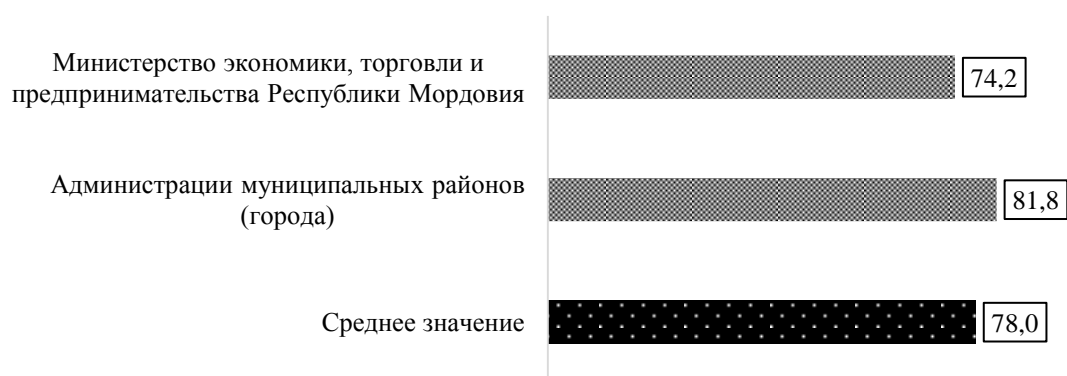 Министерство экономики, торговли и
предпринимательства Республики Мордовия
74,2
Администрации муниципальных районов
(города)
81,8
Среднее значение
78,0